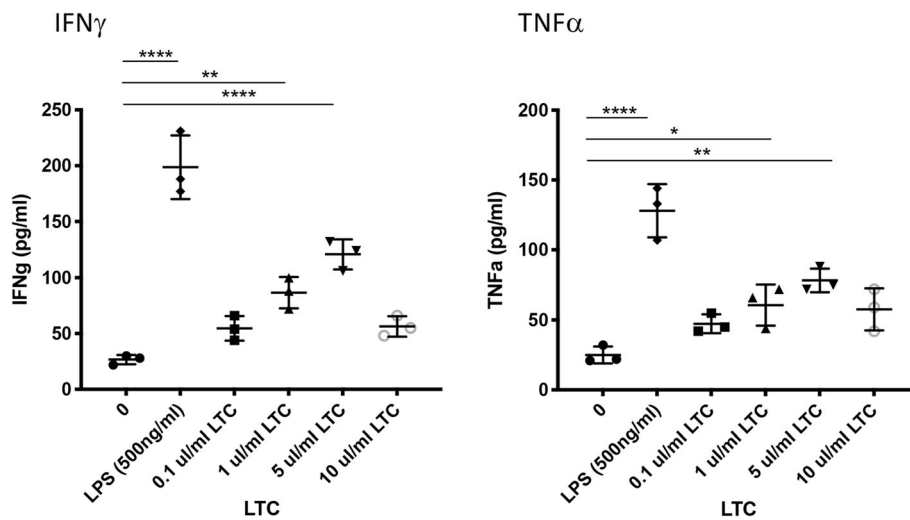 IFNγ
****
**
****
IFNg (pg/ml)
250
200
150
100
50
0
0
LPS (500ng/ml)
0.1 ul/ml LTC
1 ul/ml LTC
5 ul/ml LTC
10 ul/ml LTC
LTC
TNFα
****
*
**
TNFa (pg/ml)
200
150
100
50
0
0
LPS (500ng/ml)
0.1 ul/ml LTC
1 ul/ml LTC
5 ul/ml LTC
10 ul/ml LTC
LTC